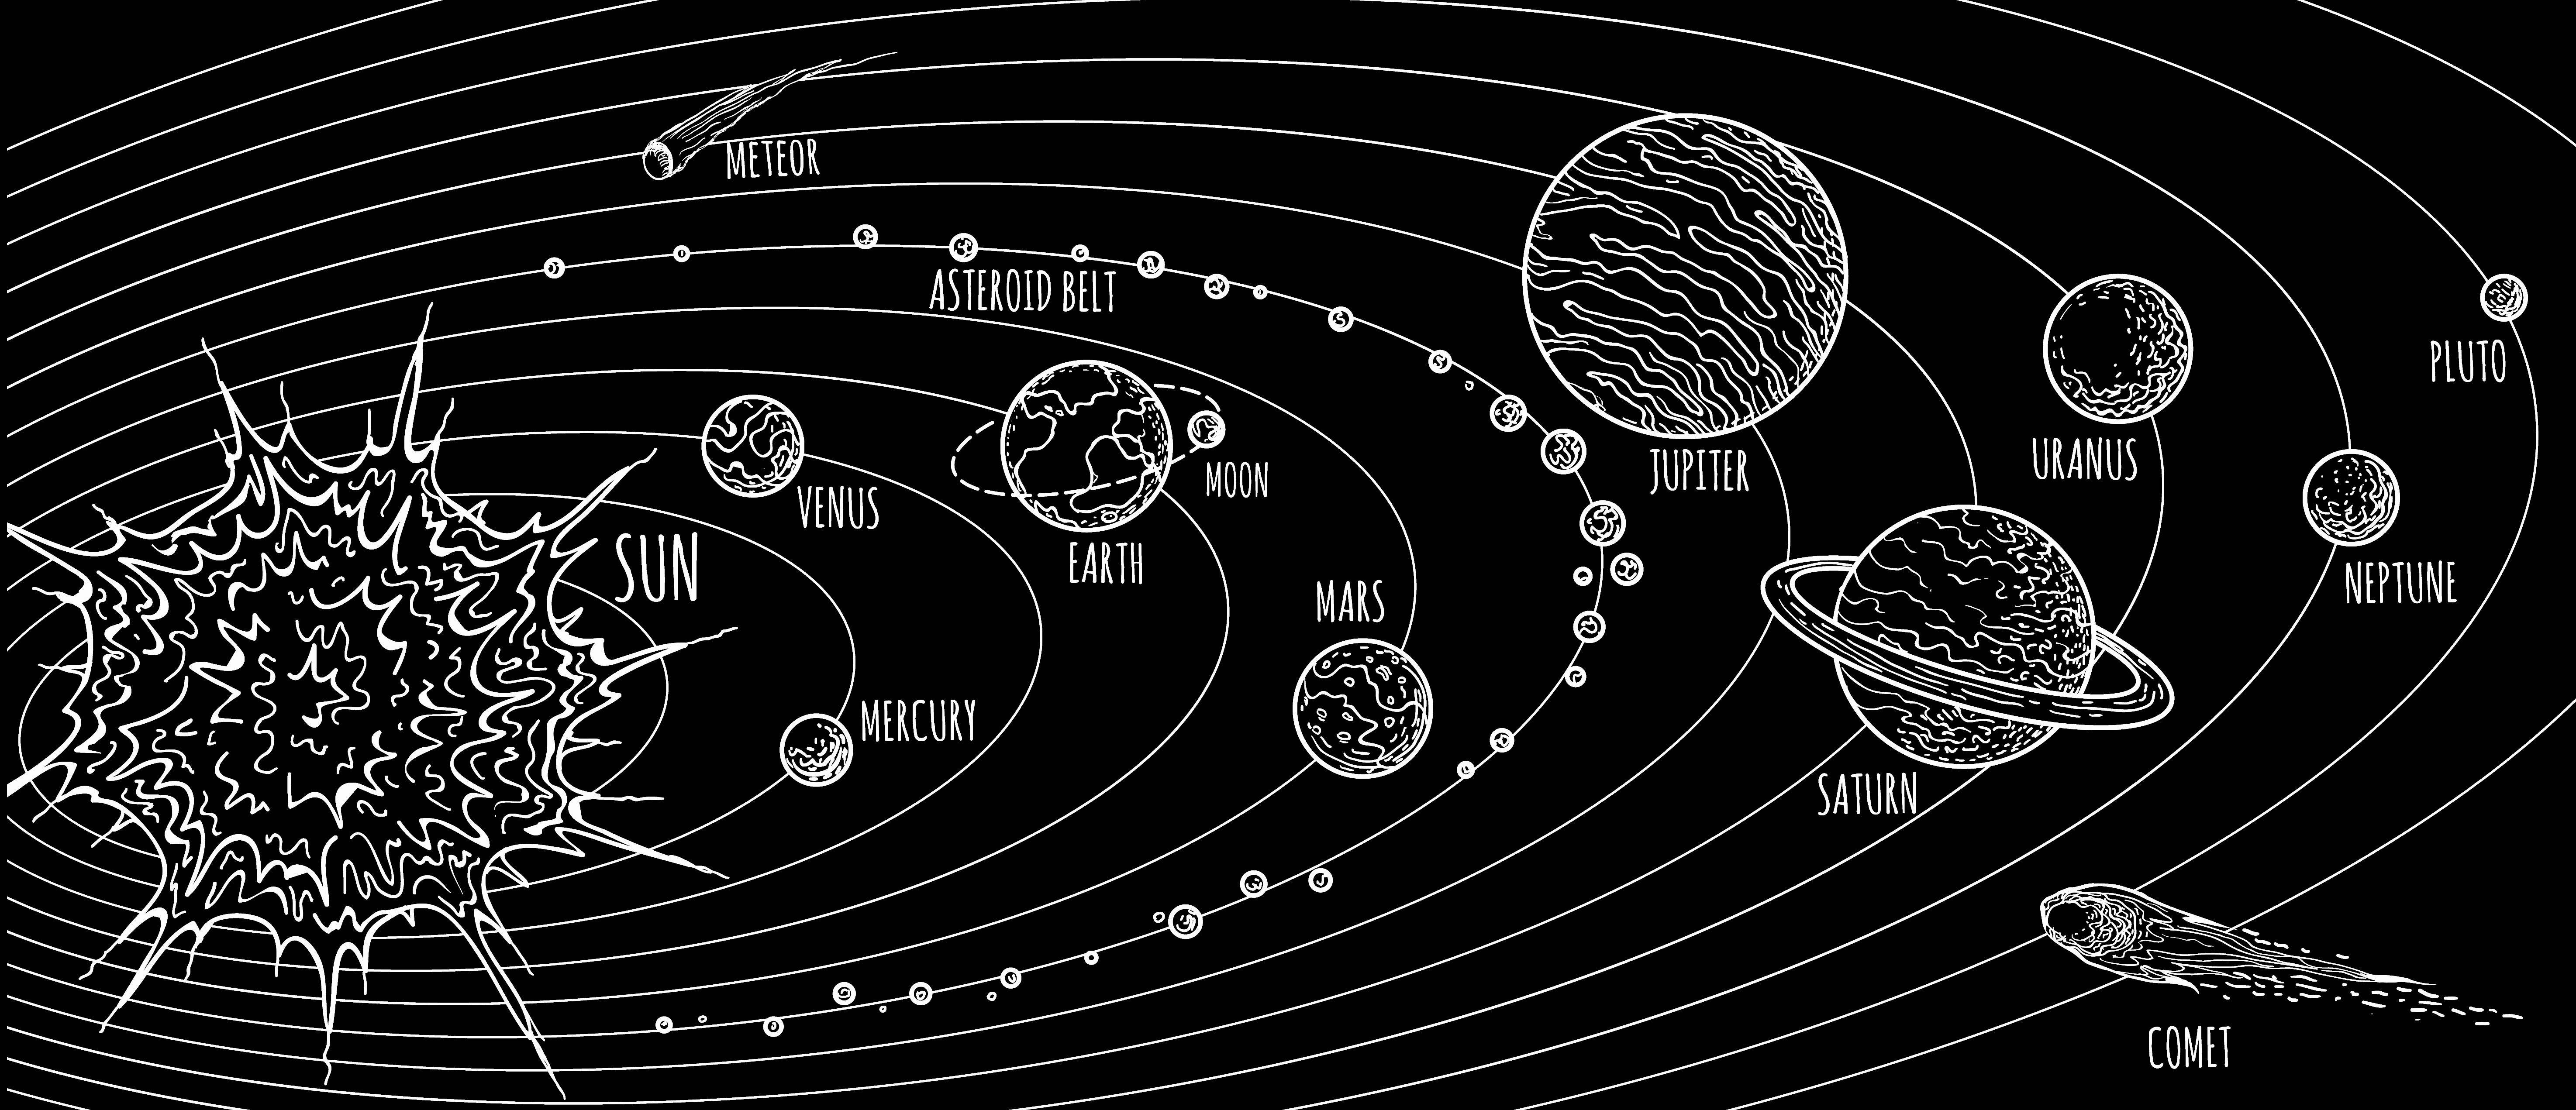 METEOR
ASTEROID BELT
PLUTO
URANUS
JUPITER
MOON
VENUS
EARTH
SUN
NEPTUNE
MARS
MERCURY
SATURN
COMET